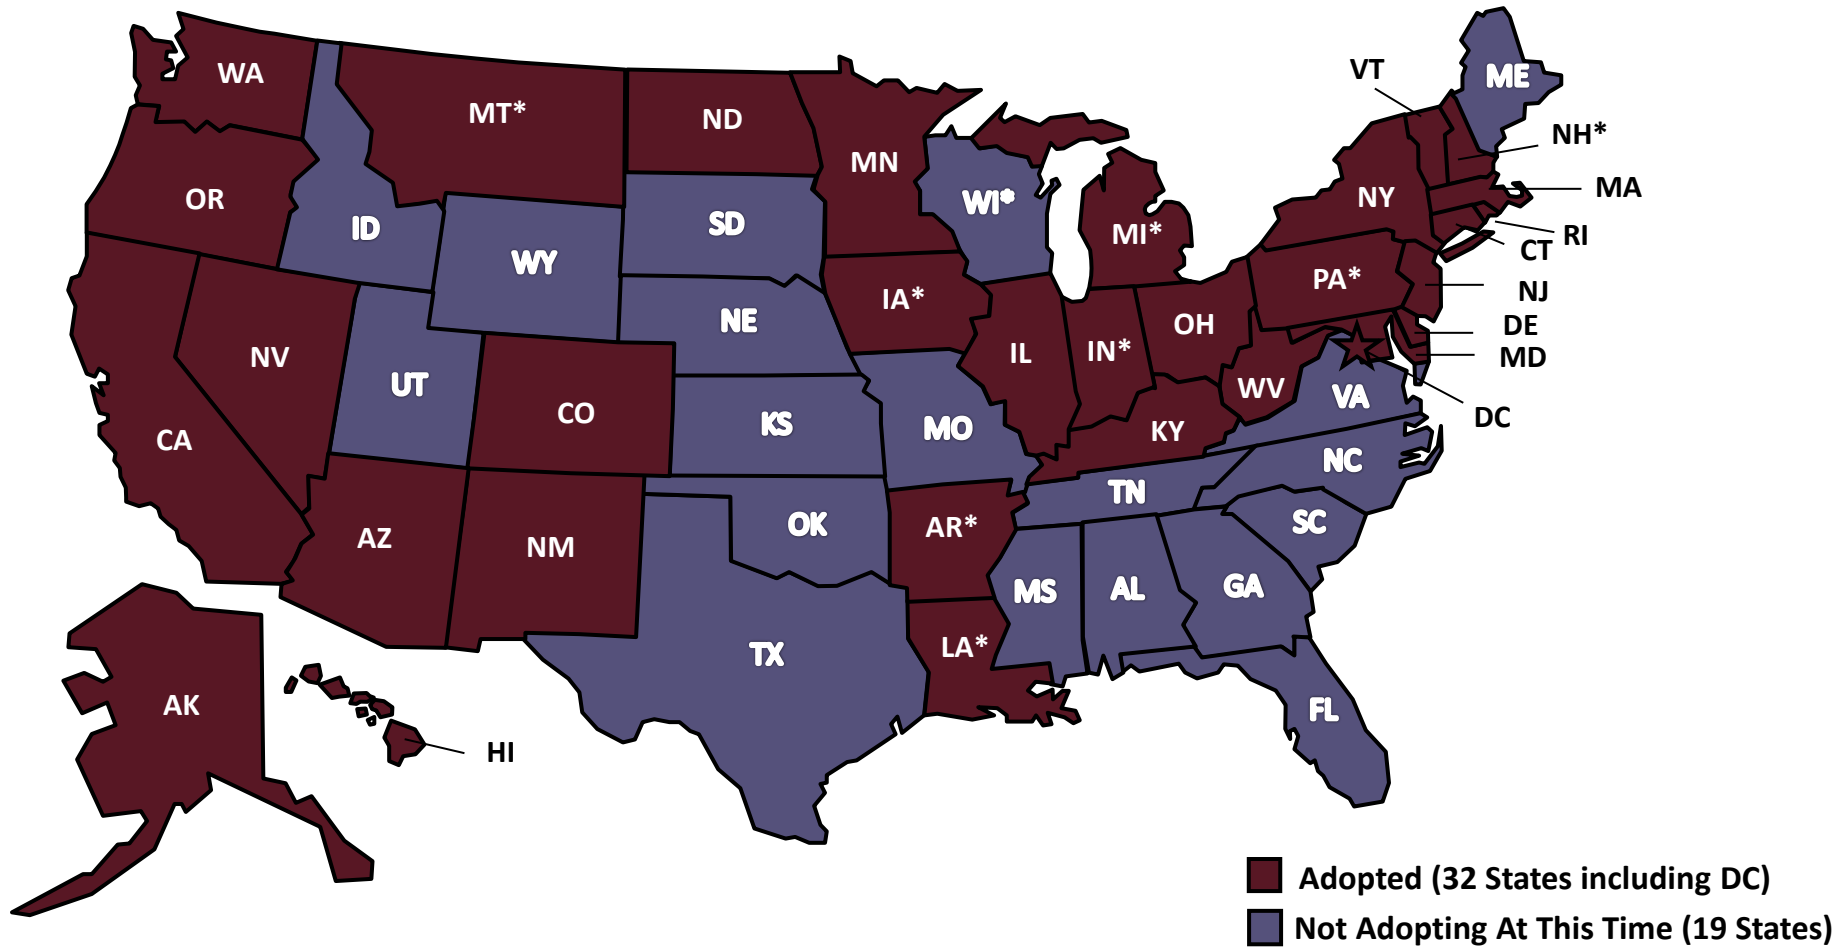 WA
MT*
ND
MN
VT
ME
NH*
MA
OR
ID
WY
SD
WI*
MI*
NY
RI
CT
NJ
DE
MD
DC
PA*
IA*
NE
NV
UT
CO
KS
MO
IL
IN*
OH
WV
VA
KY
CA
AZ
NM
OK
AR*
TN
NC
SC
MS
AL
GA
TX
LA*
FL
AK
HI
Adopted (32 States including DC)
Not Adopting At This Time (19 States)